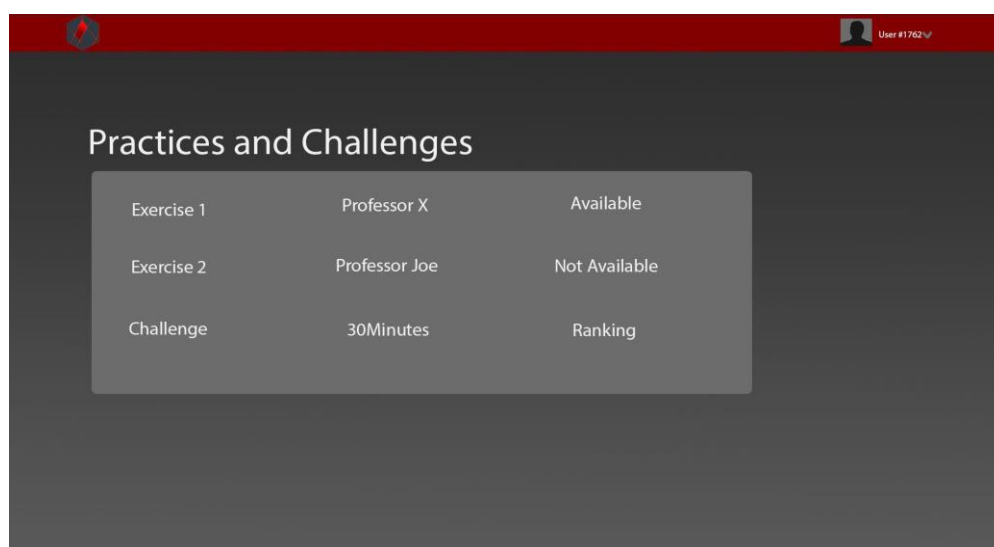 User #1762
Practices and Challenges
Exercise 1 Professor X Available
Exercise 2 Professor Joe Not Available
Challenge 30Minutes Ranking